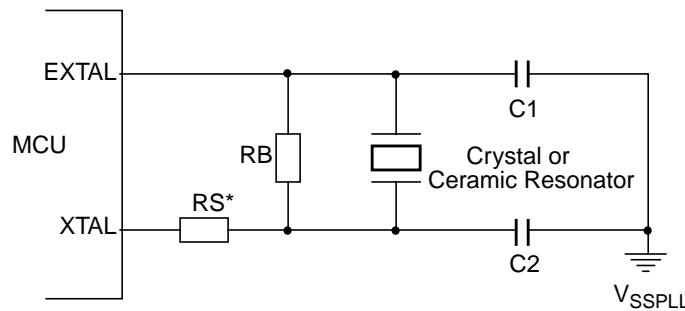 EXTAL
C1
MCU
RB
Crystal or
Ceramic Resonator
RS*
XTAL
C2
VSSPLL